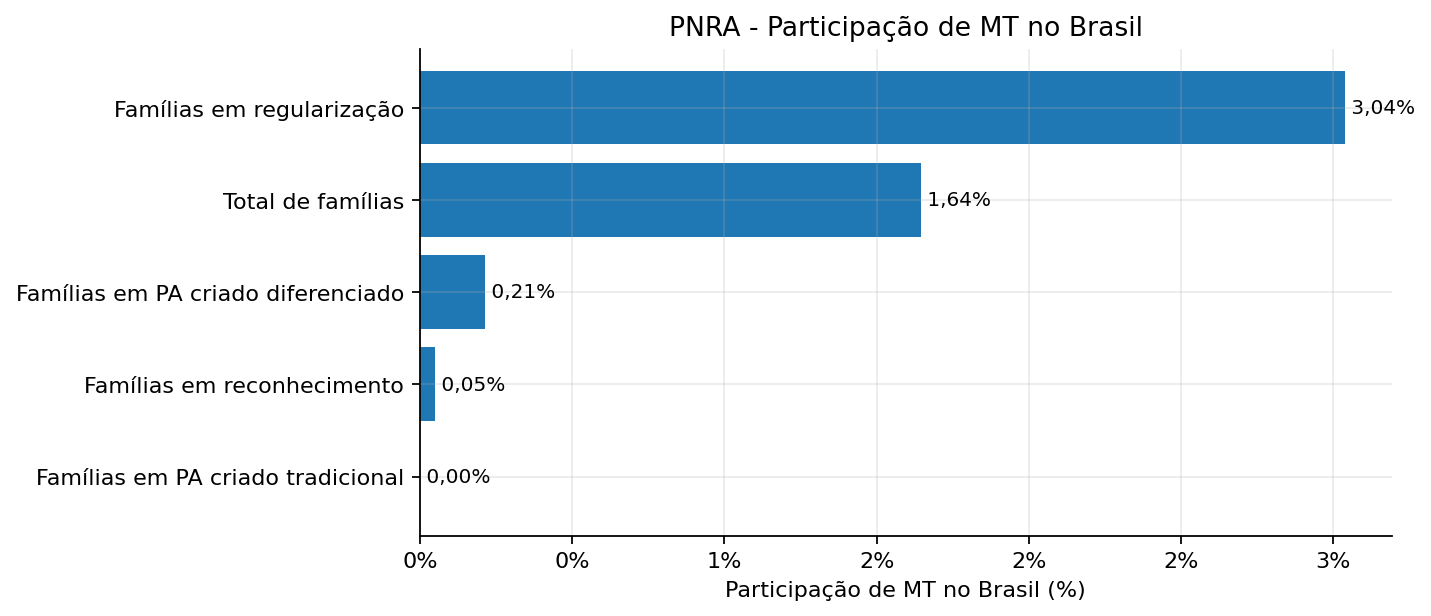 PNRA - Participação de MT no Brasil
Famílias em regularização
3,04%
Total de famílias
1,64%
Famílias em PA criado diferenciado
0,21%
Famílias em reconhecimento
0,05%
Famílias em PA criado tradicional
0,00%
0% 0% 1% 2% 2% 2% 3%
Participação de MT no Brasil (%)